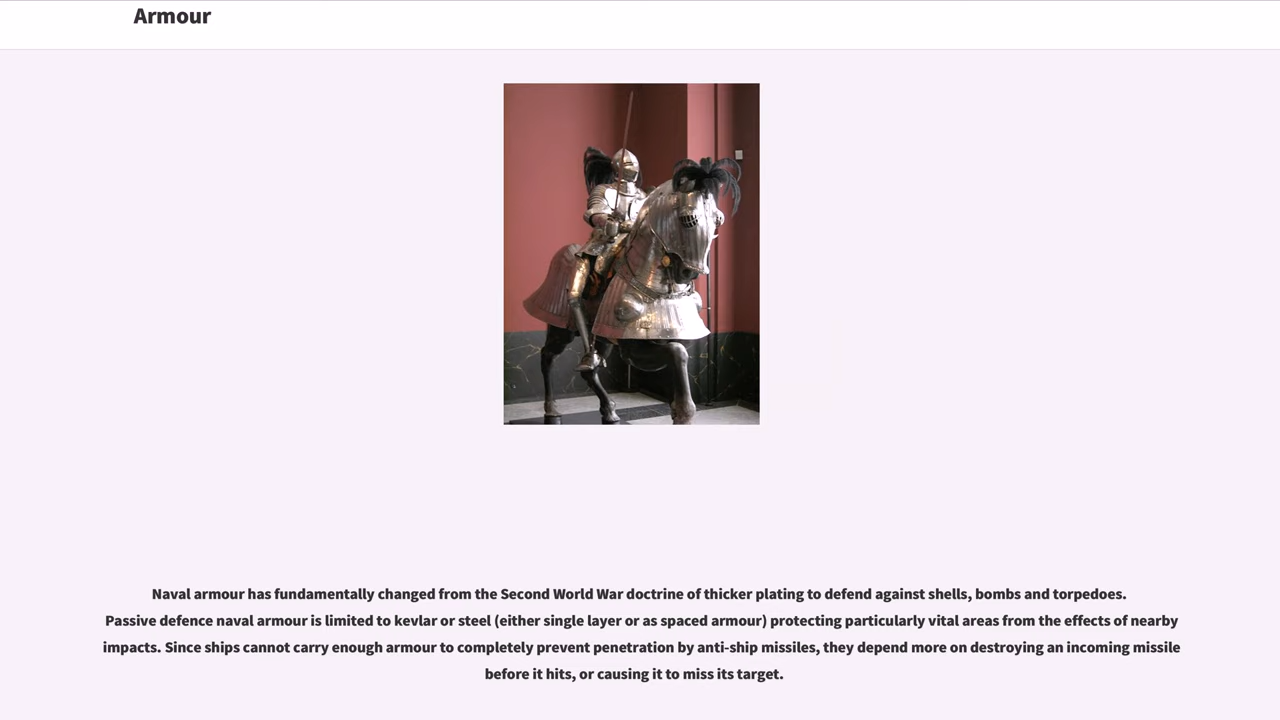 Armour
Naval armour has fundamentally changed from the Second World War doctrine of thicker plating to defend against shells, bombs and torpedoes.
Passive defence naval armour is limited to kevlar or steel (either single layer or as spaced armour) protecting particularly vital areas from the effects of nearby
impacts. Since ships cannot carry enough armour to completely prevent penetration by anti-ship missiles, they depend more on destroying an incoming missile
before it hits, or causing it to miss its target.